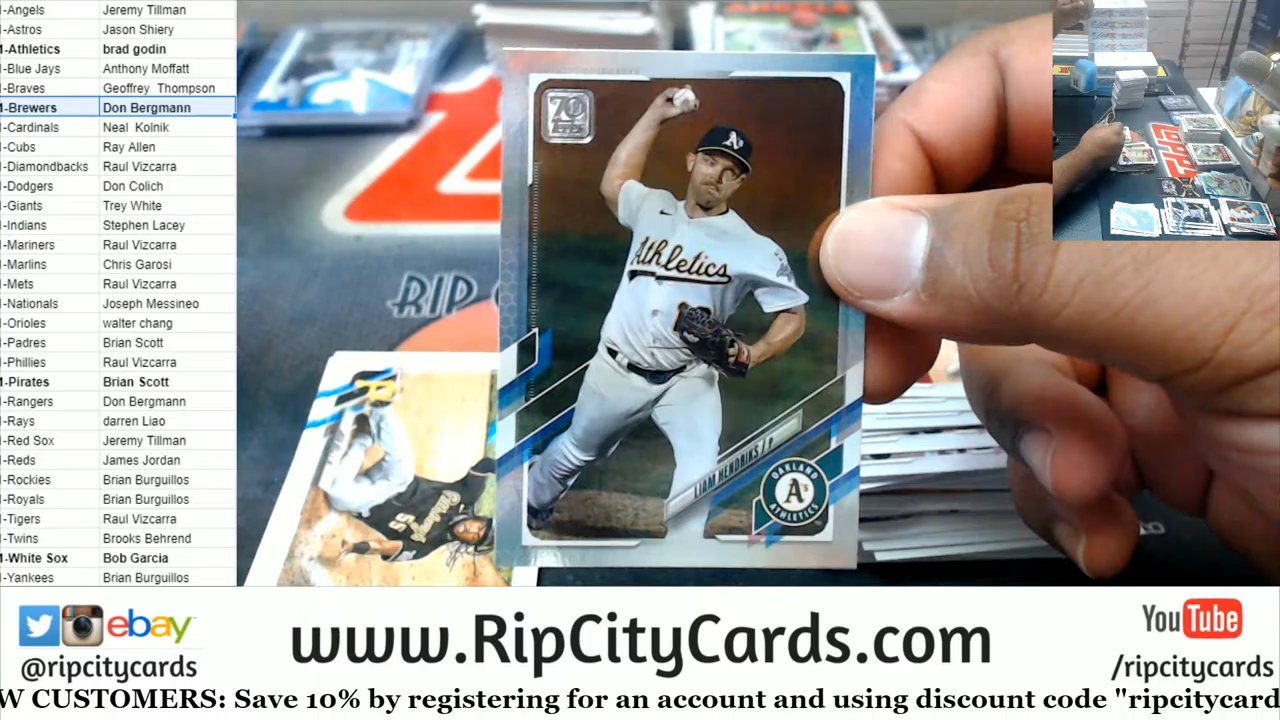 -Angels Jeremy Tillman
-Astros Jason Shiery
-Athletics brad godin
-Blue Jays Anthony Moffatt
-Braves Geoffrey Thompson
-Brewers Don Bergmann
-Cardinals Neal Kolnik
-Cubs Ray Allen
-Diamondbacks Raul Vizcarra
-Dodgers Don Colich
-Giants Trey White
-Indians Stephen Lacey
-Mariners Raul Vizcarra
-Marlins Chris Garosi
-Mets Raul Vizcarra
-Nationals Joseph Messireo
-Orioles walter chang
-Padres Brian Scott
-Phillies Raul Vizcarra
-Pirates Brian Scott
-Rangers Don Bergmann
-Rays darren Liao
-Red Sox Jeremy Tillman
-Reds James Jordan
-Rockies Brian Burguillos
-Royals Brian Burguillos
-Tigers Raul Vizcarra
-Twins Brooks Behrend
-White Sox Bob Garcia
-Yankees Brian Burguillos
ANGELS
70
TOPPS
A's
Athletics
RIP
LIAM HENDRIKS / P
OAKLAND
A's
ATHLETICS
55
ebay
@ripcitycards
www.RipCityCards.com
YouTube
/ripcitycards
W CUSTOMERS: Save 10% by registering for an account and using discount code "ripcitycard